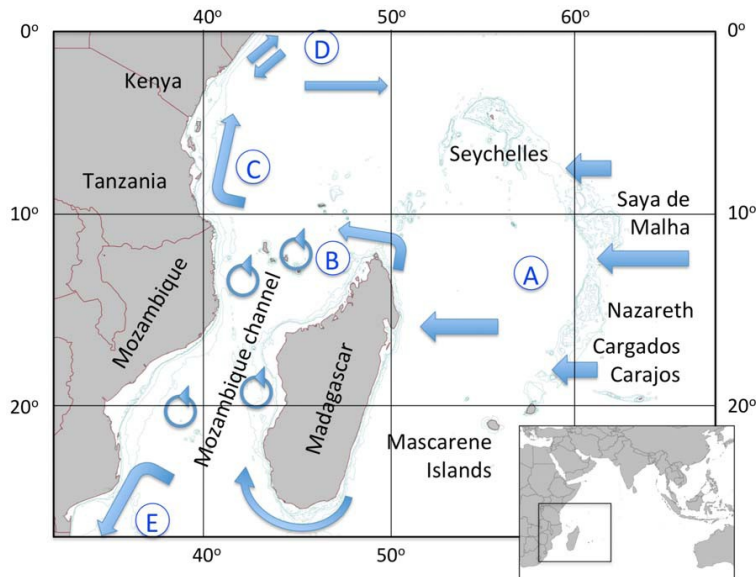 40º
50º
60º
0º
D
0º
Kenya
C
Seychelles
Tanzania
Saya de
Malha
10º
10º
B
A
Mozambique
Mozambique channel
Madagascar
Nazareth
Cargados
Carajos
20º
20º
Mascarene
Islands
E
40º
50º